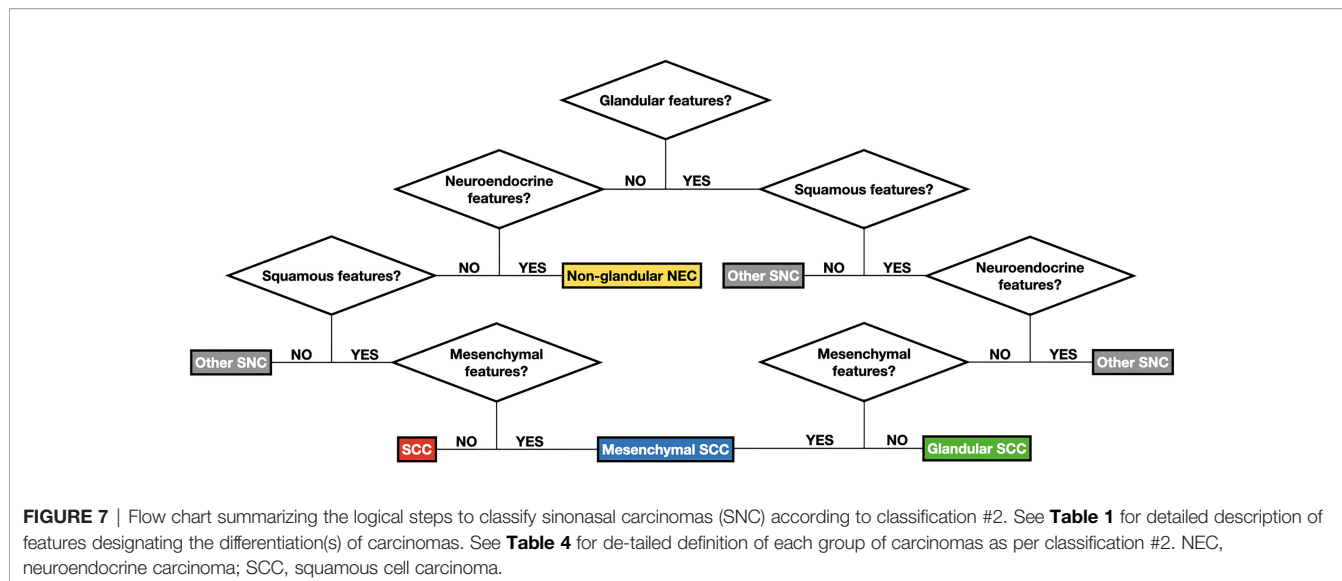 Glandular features?
NO YES
Neuroendocrine
features?
Squamous features?
NO YES
NO YES
Squamous features?
Non-glandular NEC
Other SNC
Neuroendocrine
features?
NO YES
NO YES
Other SNC
Mesenchymal
features?
Mesenchymal
features?
Other SNC
NO YES
YES NO
SCC
Mesenchymal SCC
Glandular SCC
FIGURE 7 | Flow chart summarizing the logical steps to classify sinonasal carcinomas (SNC) according to classification #2. See Table 1 for detailed description of
features designating the differentiation(s) of carcinomas. See Table 4 for de-tailed definition of each group of carcinomas as per classification #2. NEC,
neuroendocrine carcinoma; SCC, squamous cell carcinoma.